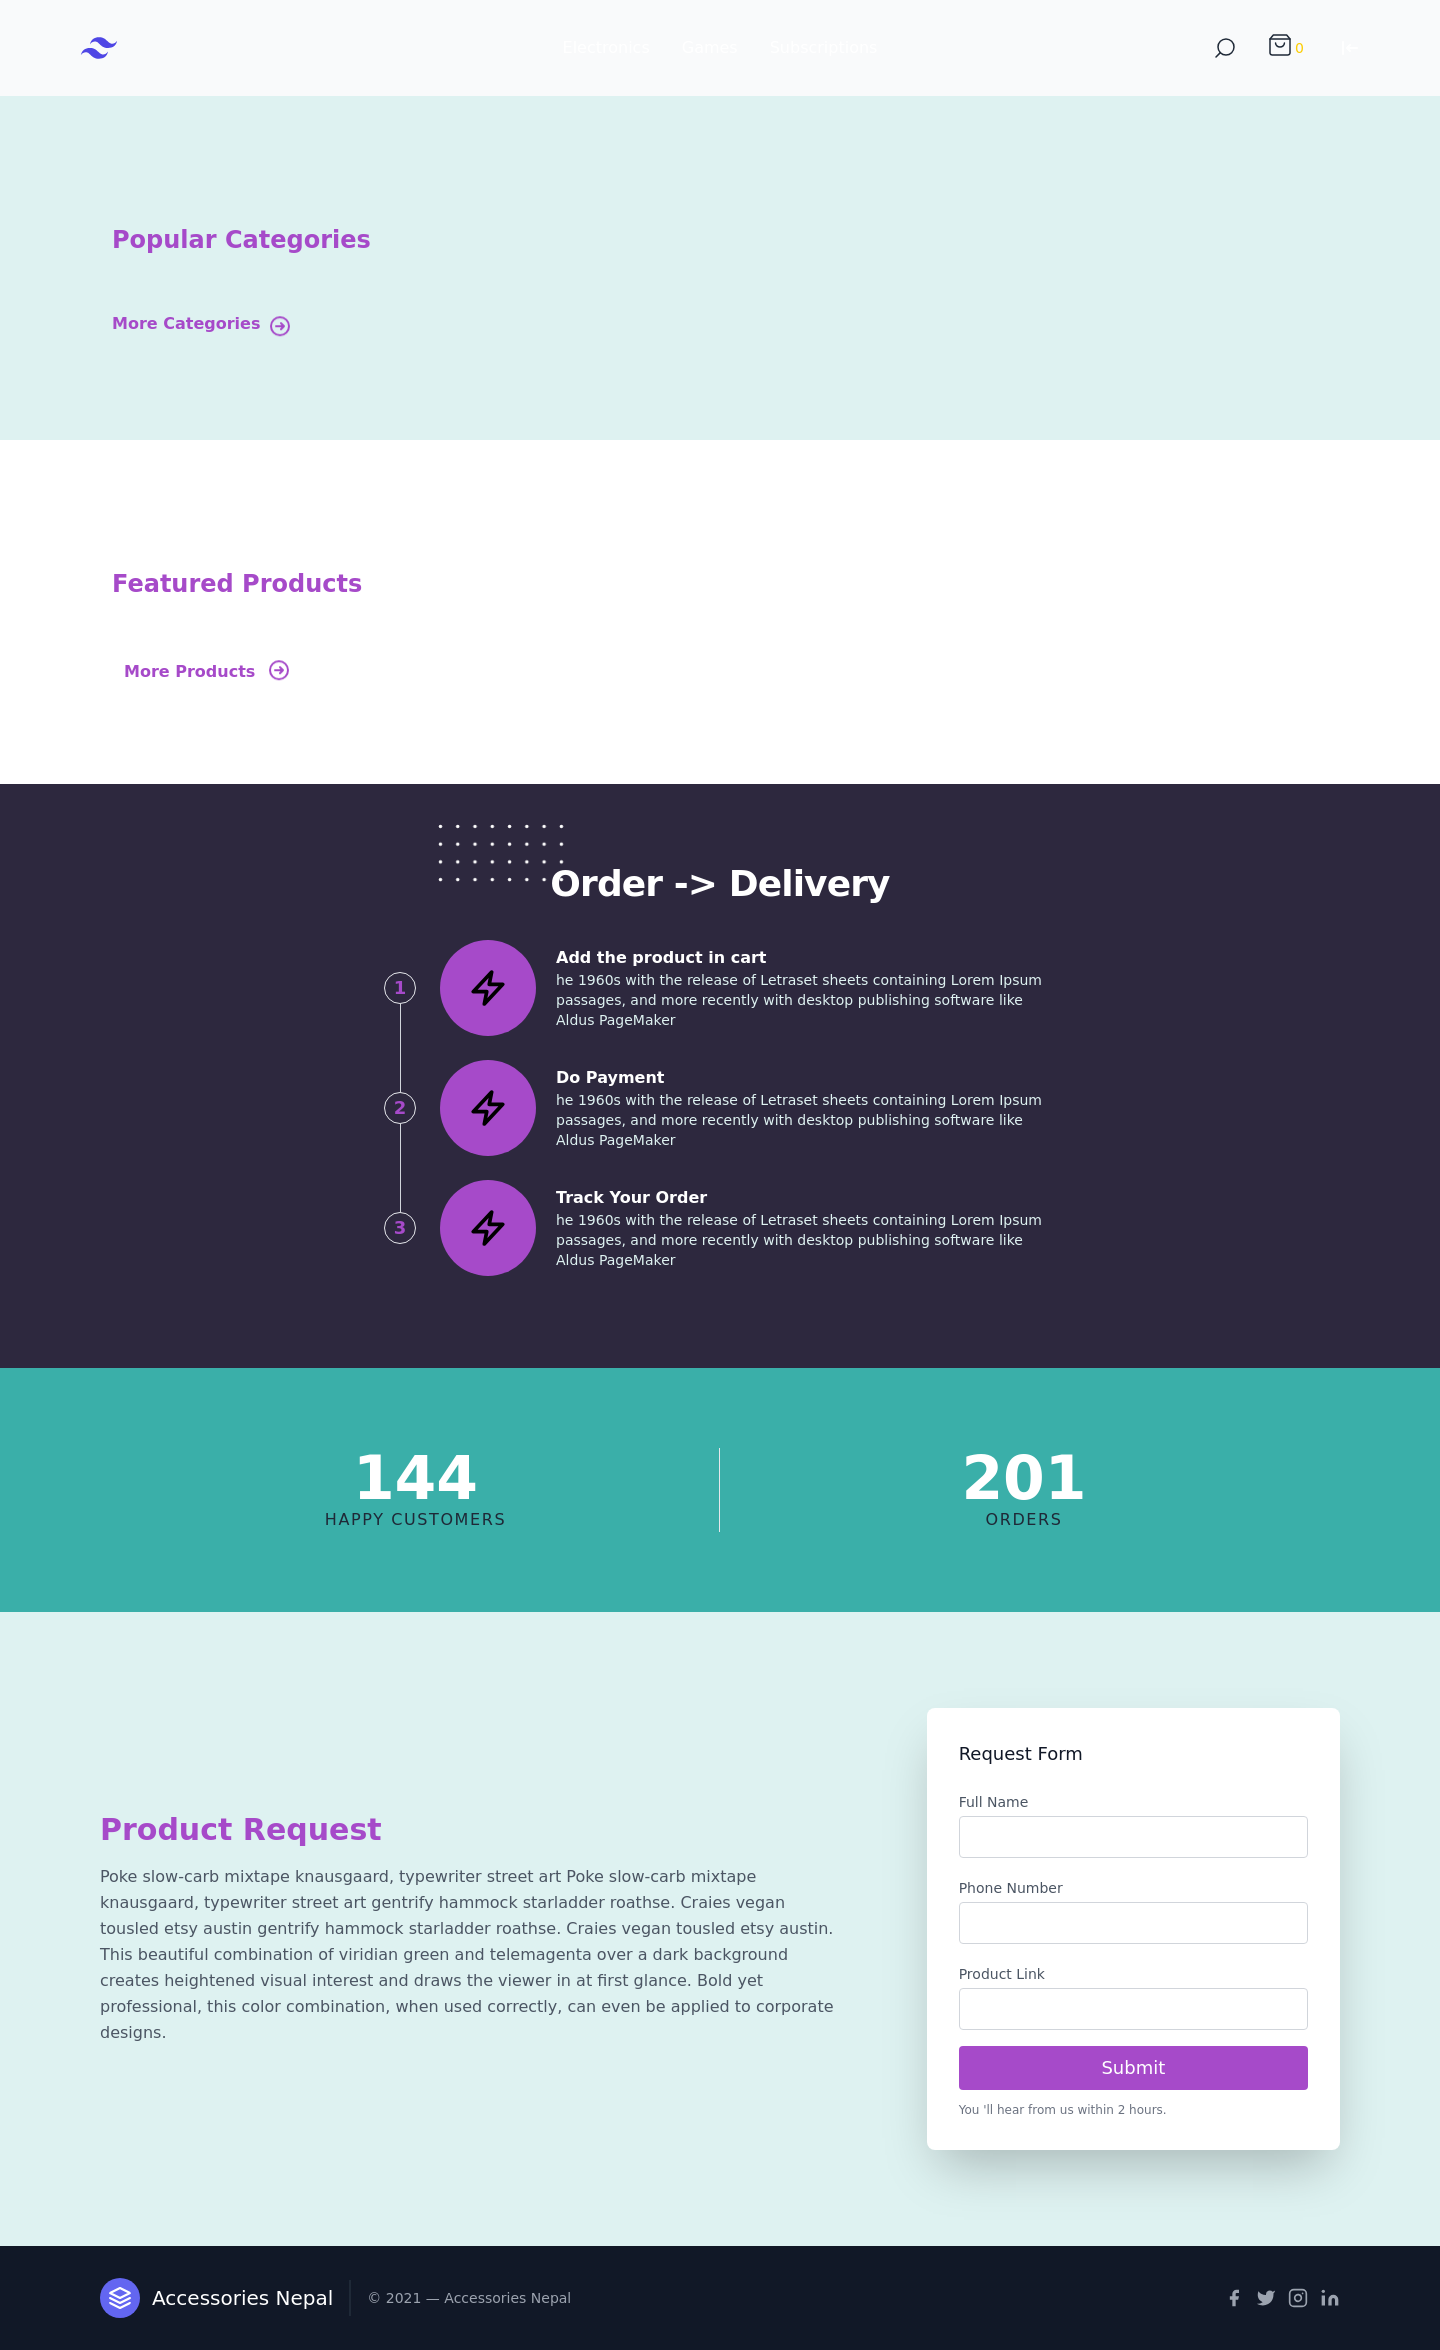 Electronics Games Subscriptions
0
Popular Categories
More Categories
Featured Products
More Products
Order -> Delivery
1
Add the product in cart
he 1960s with the release of Letraset sheets containing Lorem Ipsum
passages, and more recently with desktop publishing software like
Aldus PageMaker
2
Do Payment
he 1960s with the release of Letraset sheets containing Lorem Ipsum
passages, and more recently with desktop publishing software like
Aldus PageMaker
3
Track Your Order
he 1960s with the release of Letraset sheets containing Lorem Ipsum
passages, and more recently with desktop publishing software like
Aldus PageMaker
144
HAPPY CUSTOMERS
201
ORDERS
Product Request
Poke slow-carb mixtape knausgaard, typewriter street art Poke slow-carb mixtape
knausgaard, typewriter street art gentrify hammock starladder roathse. Craies vegan
tousled etsy austin gentrify hammock starladder roathse. Craies vegan tousled etsy austin.
This beautiful combination of viridian green and telemagenta over a dark background
creates heightened visual interest and draws the viewer in at first glance. Bold yet
professional, this color combination, when used correctly, can even be applied to corporate
designs.
Request Form
Full Name
Phone Number
Product Link
Submit
You 'll hear from us within 2 hours.
Accessories Nepal
© 2021 — Accessories Nepal